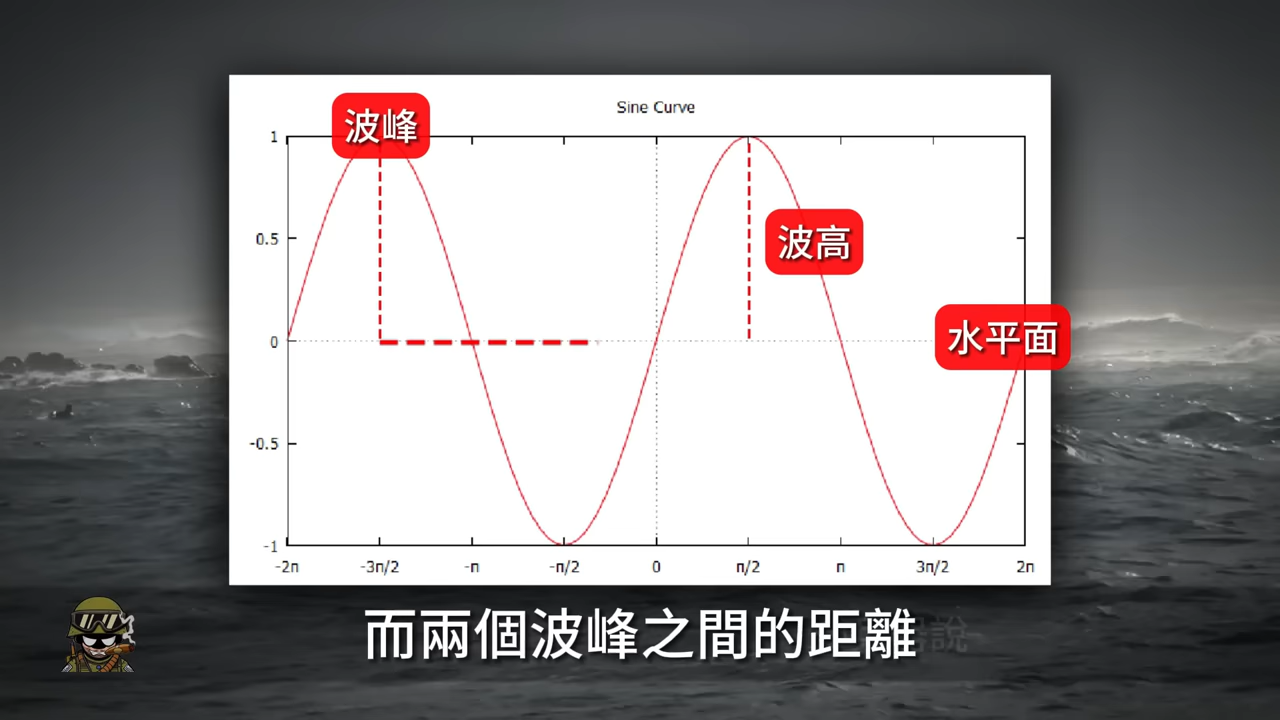 Sine Curve
波峰
1
波高
0.5
水平面
0
-0.5
-1
-2π -3π/2 -π -π/2 0 π/2 π 3π/2 2π
而兩個波峰之間的距離